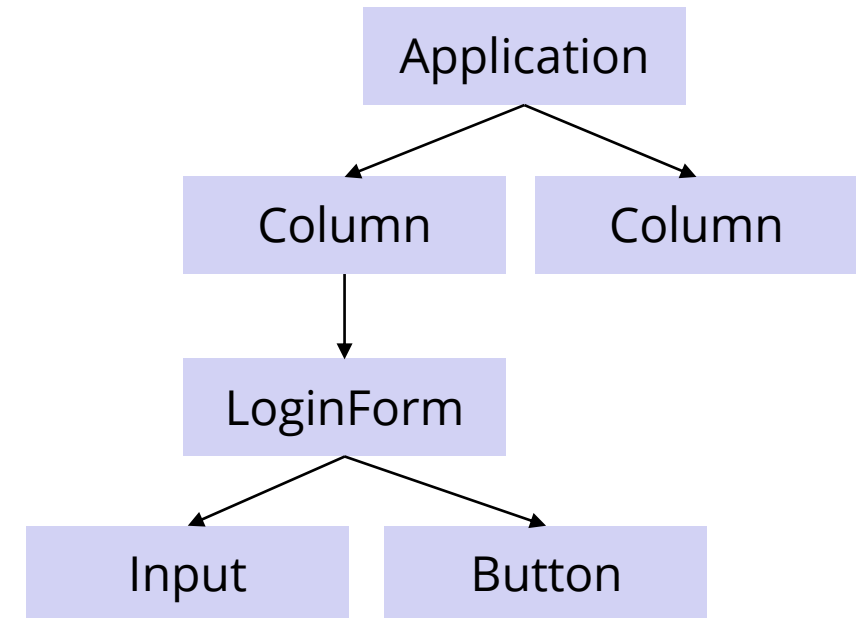 Application
Column
Column
LoginForm
Input
Button